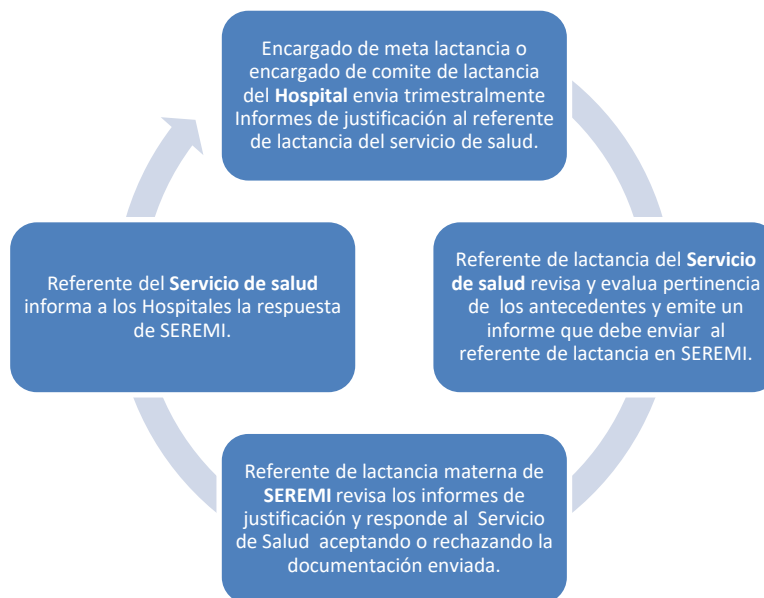 Encargado de meta lactancia o
encargado de comite de lactancia
del Hospital envia trimestralmente
Informes de justificación al referente
de lactancia del servicio de salud.
Referente de lactancia del Servicio
de salud revisa y evalua pertinencia
de los antecedentes y emite un
informe que debe enviar al
referente de lactancia en SEREMI.
Referente de lactancia materna de
SEREMI revisa los informes de
justificación y responde al Servicio
de Salud aceptando o rechazando la
documentación enviada.
Referente del Servicio de salud
informa a los Hospitales la respuesta
de SEREMI.